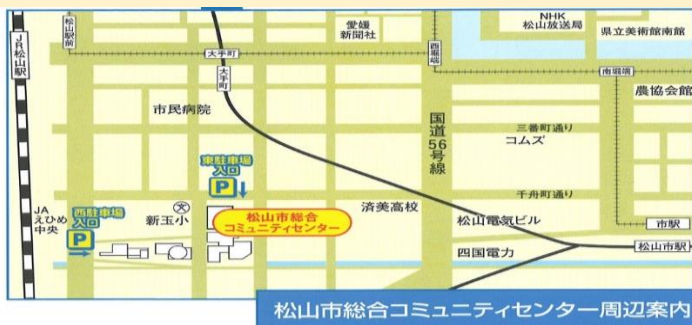 NHK
松山放送局
愛媛
新聞社
県立美術館南館
松山駅前
JR松山駅
大手町
西堀端
南堀端
大手町
農協会館
市民病院
国道56号線
三番町通り
コムズ
東駐車場
入口
P
千舟町通り
JA
えひめ
中央
西駐車場
入口
P
文
新玉小
松山市総合
コミュニティセンター
済美高校
松山電気ビル
市駅
松山市駅
四国電力
松山市総合コミュニティセンター周辺案内